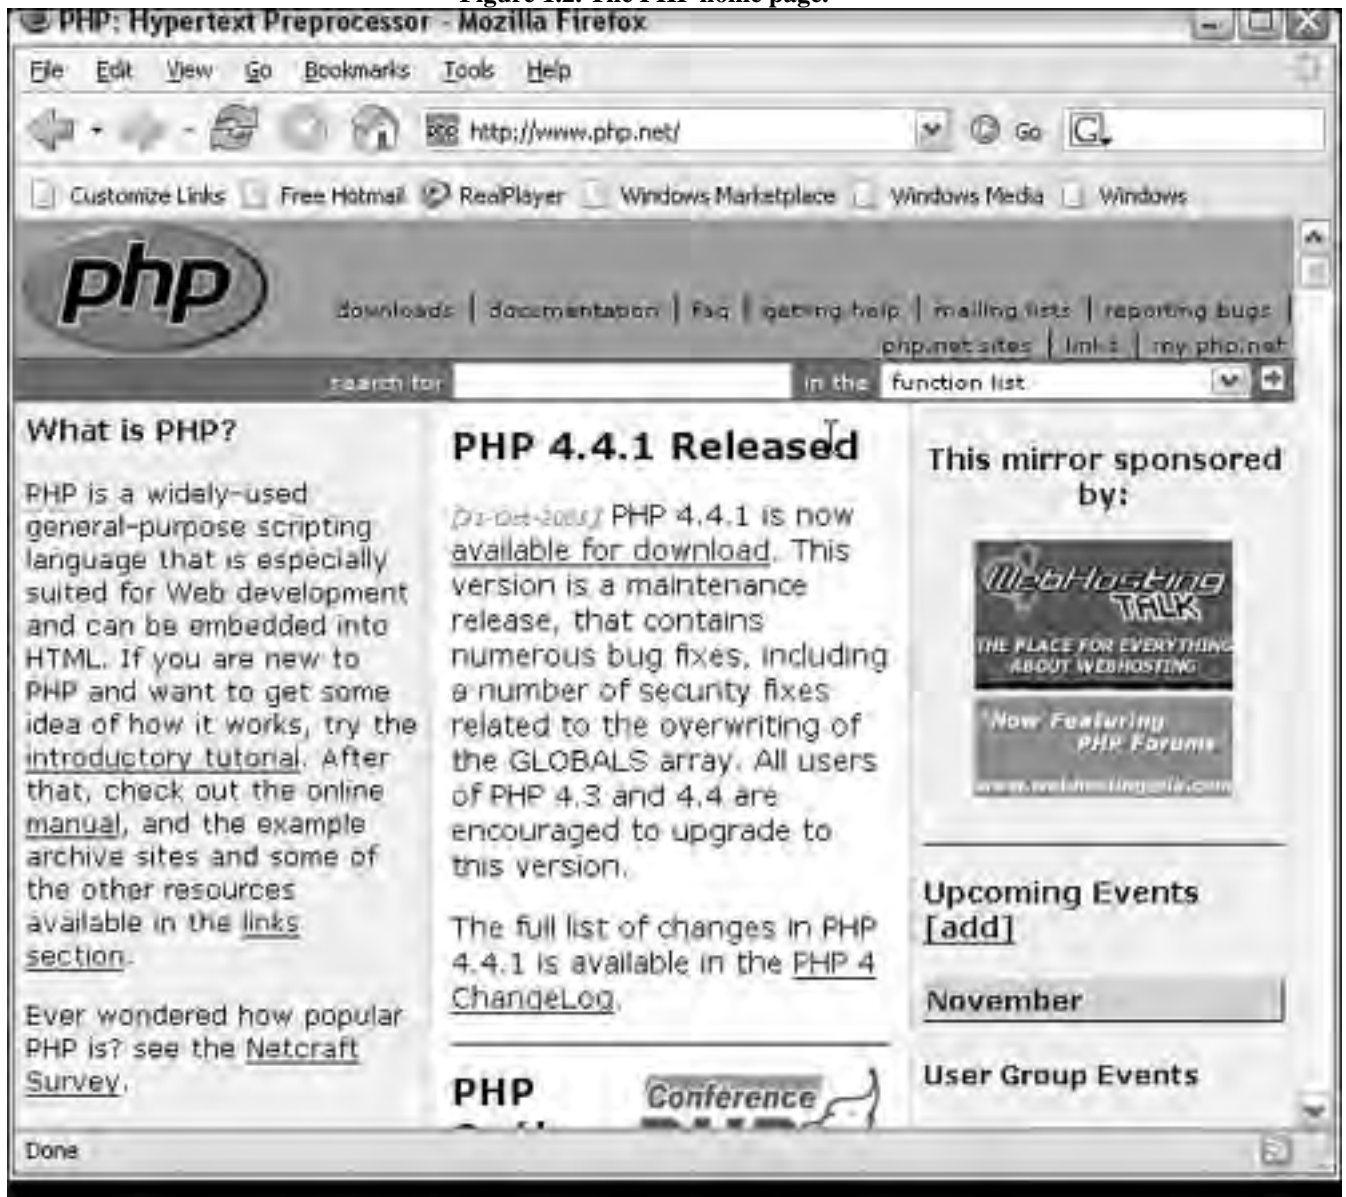 Figure 1.2. The PHP home page.
PHP: Hypertext Preprocessor - Mozilla Firefox
File Edit View Go Bookmarks Tools Help
http://www.php.net/ Go G
Customize Links Free Hotmail RealPlayer Windows Marketplace Windows Media Windows
php
downloads | documentation | faq | getting help | mailing lists | reporting bugs |
php.net sites | links | my php.net
search for in the function list
What is PHP?
PHP is a widely-used
general-purpose scripting
language that is especially
suited for Web development
and can be embedded into
HTML. If you are new to
PHP and want to get some
idea of how it works, try the
introductory tutorial. After
that, check out the online
manual, and the example
archive sites and some of
the other resources
available in the links
section.
Ever wondered how popular
PHP is? see the Netcraft
Survey.
PHP 4.4.1 Released
PHP 4.4.1 is now
available for download. This
version is a maintenance
release, that contains
numerous bug fixes, including
a number of security fixes
related to the overwriting of
the GLOBALS array. All users
of PHP 4.3 and 4.4 are
encouraged to upgrade to
this version.
The full list of changes in PHP
4.4.1 is available in the PHP 4
ChangeLog.
PHP
Conference
This mirror sponsored
by:
WebHosting
TALK
THE PLACE FOR EVERYTHING
ABOUT WEBHOSTING
Now Featuring
PHP Forums
Upcoming Events
[add]
November
User Group Events
Done